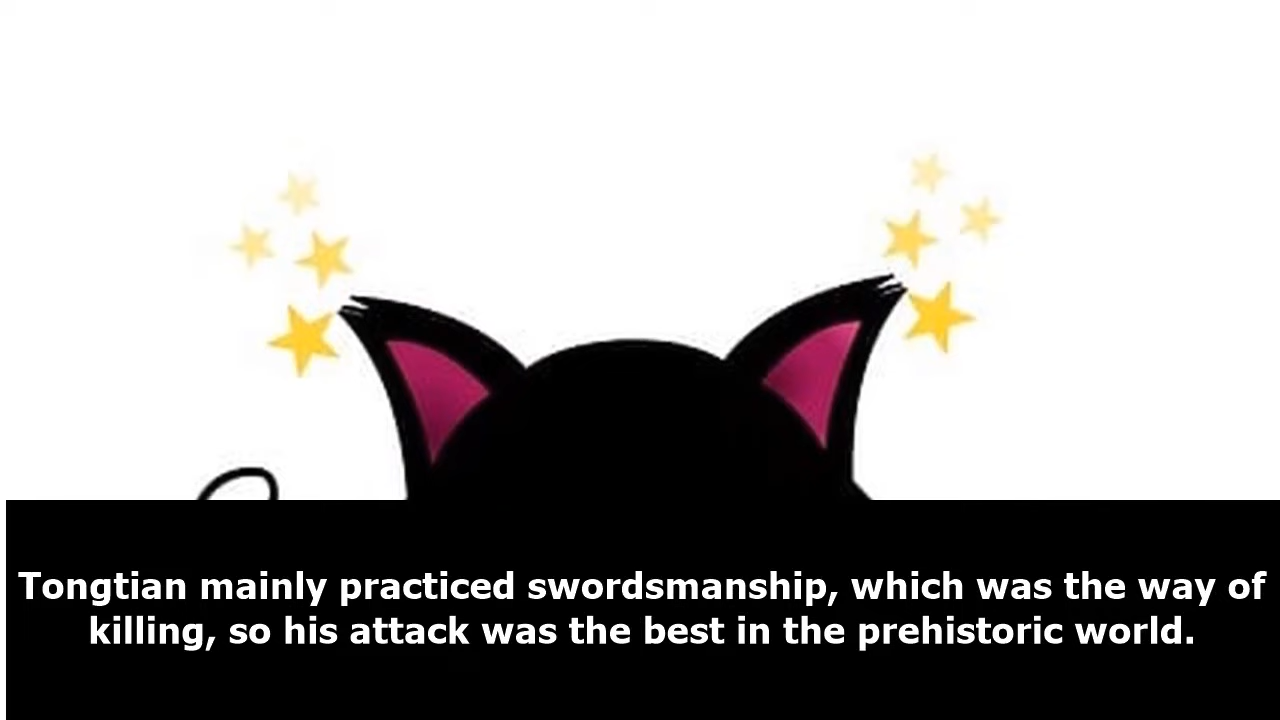 Tongtian mainly practiced swordsmanship, which was the way of
killing, so his attack was the best in the prehistoric world.